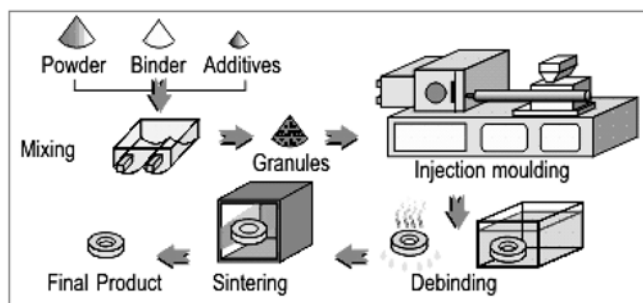 Powder Binder Additives
Mixing
Granules
Injection moulding
Final Product Sintering Debinding